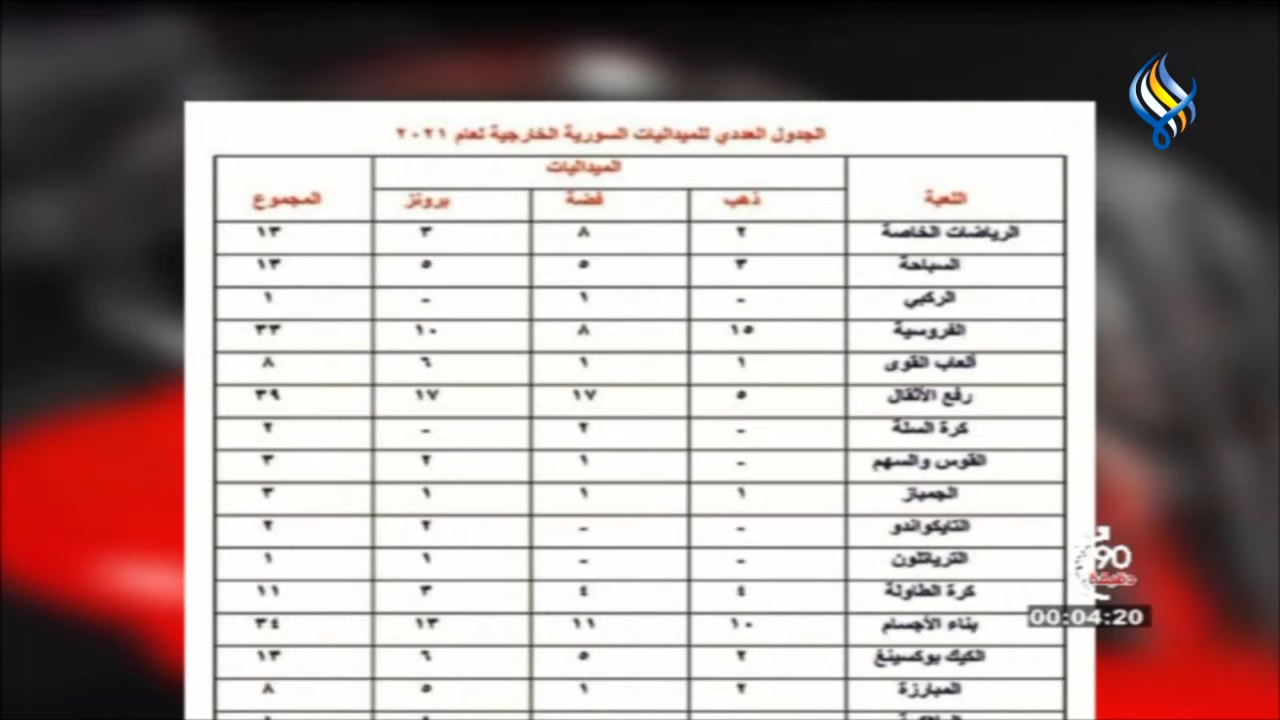 الجدول العددي للميداليات السورية الخارجية لعام ٢٠٢١
اللعبة الميداليات المجموع
ذهب فضة برونز
الرياضات الخاصة ٢ ٨ ٣ ١٣
السباحة ٣ ٥ ٥ ١٣
الركبي - ١ - ١
الفروسية ١٥ ٨ ١٠ ٣٣
ألعاب القوى ١ ١ ٦ ٨
رفع الأثقال ٥ ١٧ ١٧ ٣٩
كرة السلة - ٢ - ٢
القوس والسهم - ١ ٢ ٣
الجمباز ١ ١ ١ ٣
التايكواندو - - ٢ ٢
الترياثلون - - ١ ١
كرة الطاولة ٤ ٤ ٣ ١١
بناء الأجسام ١٠ ١١ ١٣ ٣٤
الكيك بوكسينغ ٢ ٥ ٦ ١٣
المبارزة ٢ ١ ٥ ٨
90
دقيقة
00:04:20